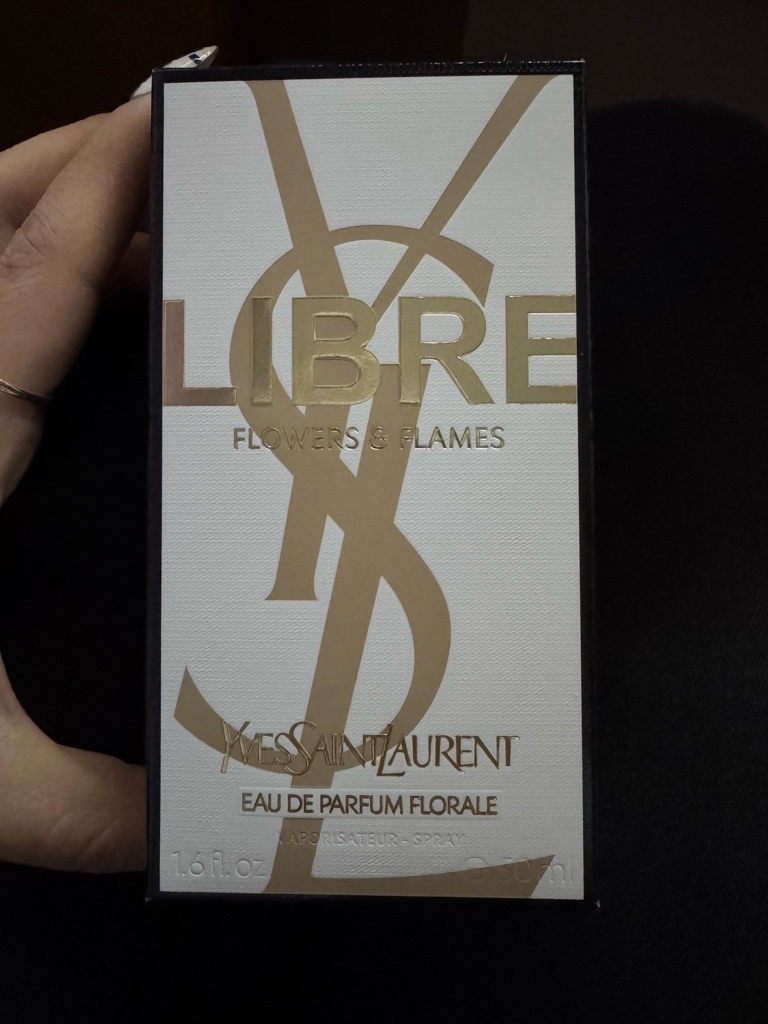 LIBRE
FLOWERS & FLAMES
YVESSAINTLAURENT
EAU DE PARFUM FLORALE
VAPORISATEUR - SPRAY
1.6 fl. oz. ℮ 50 ml